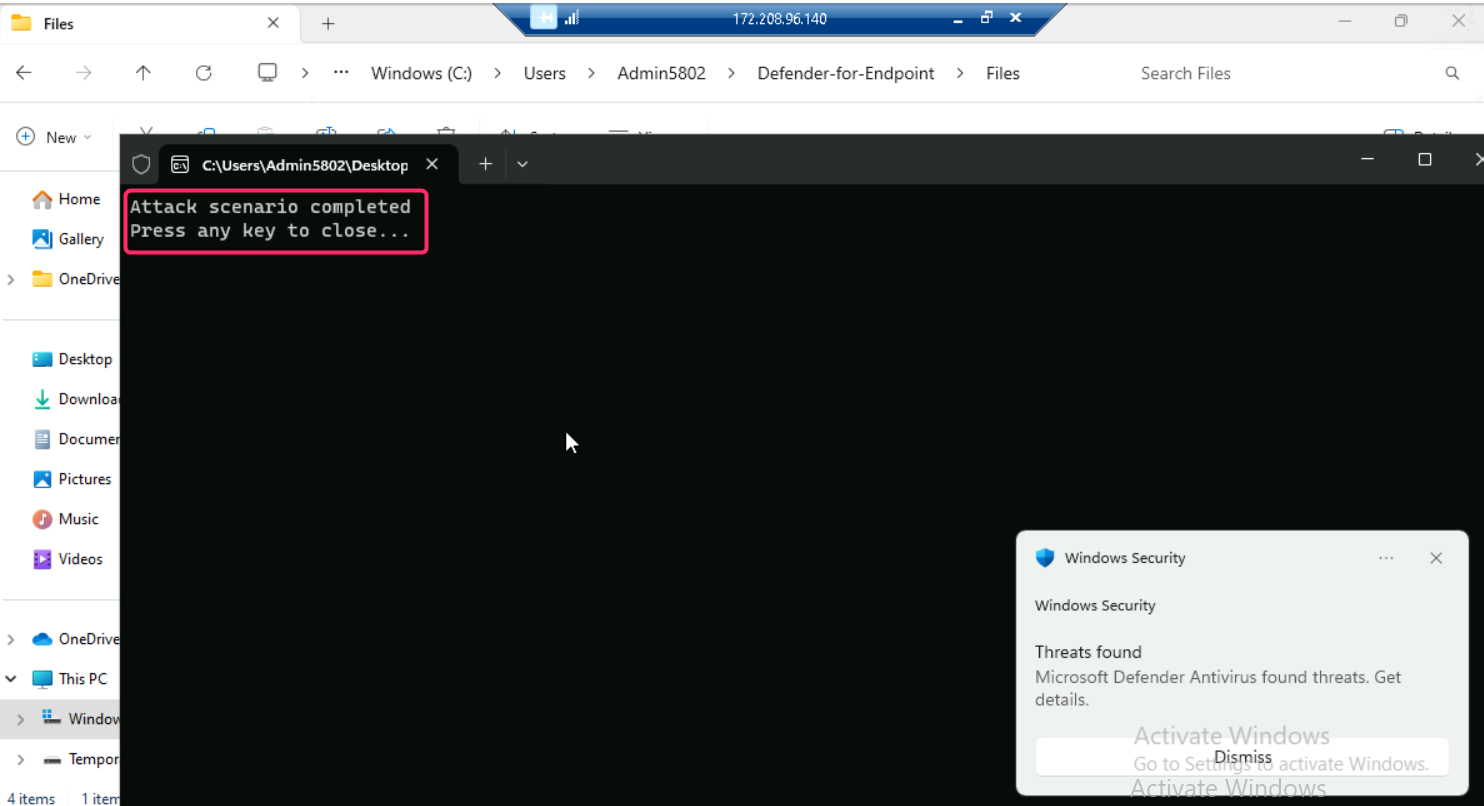 Files
172.208.96.140
Windows (C:) > Users > Admin5802 > Defender-for-Endpoint > Files
Search Files
New
C:\Users\Admin5802\Desktop
Attack scenario completed
Press any key to close...
Home
Gallery
OneDrive
Desktop
Downloa
Documen
Pictures
Music
Videos
OneDrive
This PC
Window
Tempor
4 items 1 item
Windows Security
Windows Security
Threats found
Microsoft Defender Antivirus found threats. Get
details.
Dismiss
Activate Windows
Go to Settings to activate Windows.
Activate Windows